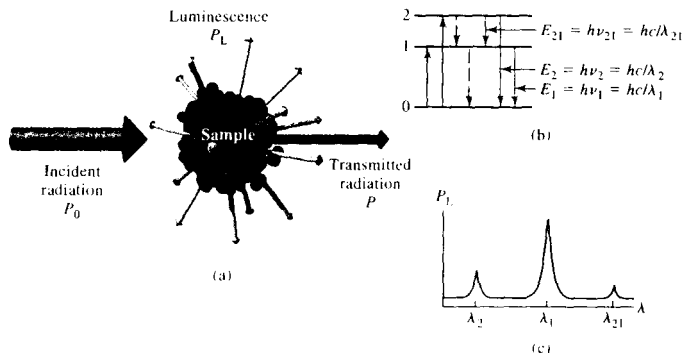 Luminescence
P_L
Sample
Incident
radiation
P_0
Transmitted
radiation
P
(a)
2
1
0
E_21 = hν_21 = hc/λ_21
E_2 = hν_2 = hc/λ_2
E_1 = hν_1 = hc/λ_1
(b)
P_L
λ_2
λ_1
λ_21
λ
(c)